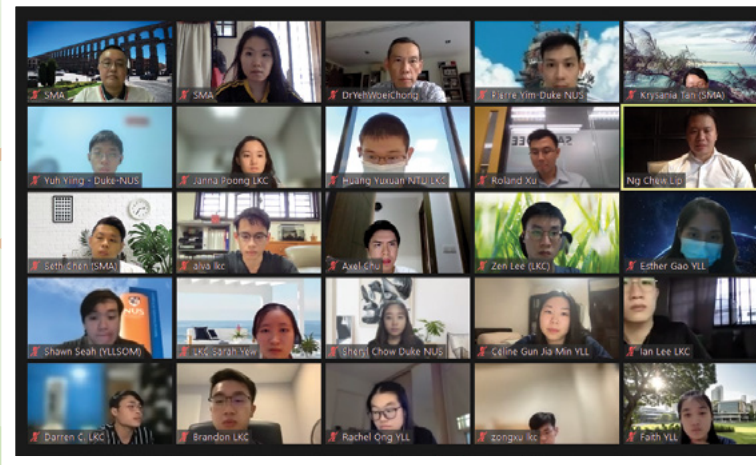 SMA
SMA
DrYehWoeiChong
Pierre Yim-Duke NUS
Krysania Tan (SMA)
Yuh Ying - Duke-NUS
Janna Poong LKC
Huang Yuxuan NTU LKC
Roland Xu
Ng Chew Lip
Seth Chen (SMA)
alva lkc
Axel Chu
Zen Lee (LKC)
Esther Gao YLL
NUS
Shawn Seah (YLLSOM)
LKC Sarah Yew
Sheryl Chow Duke NUS
Celine Gun Jia Min YLL
Ian Lee LKC
Darren C. LKC
Brandon LKC
Rachel Ong YLL
zongxu lkc
Faith YLL